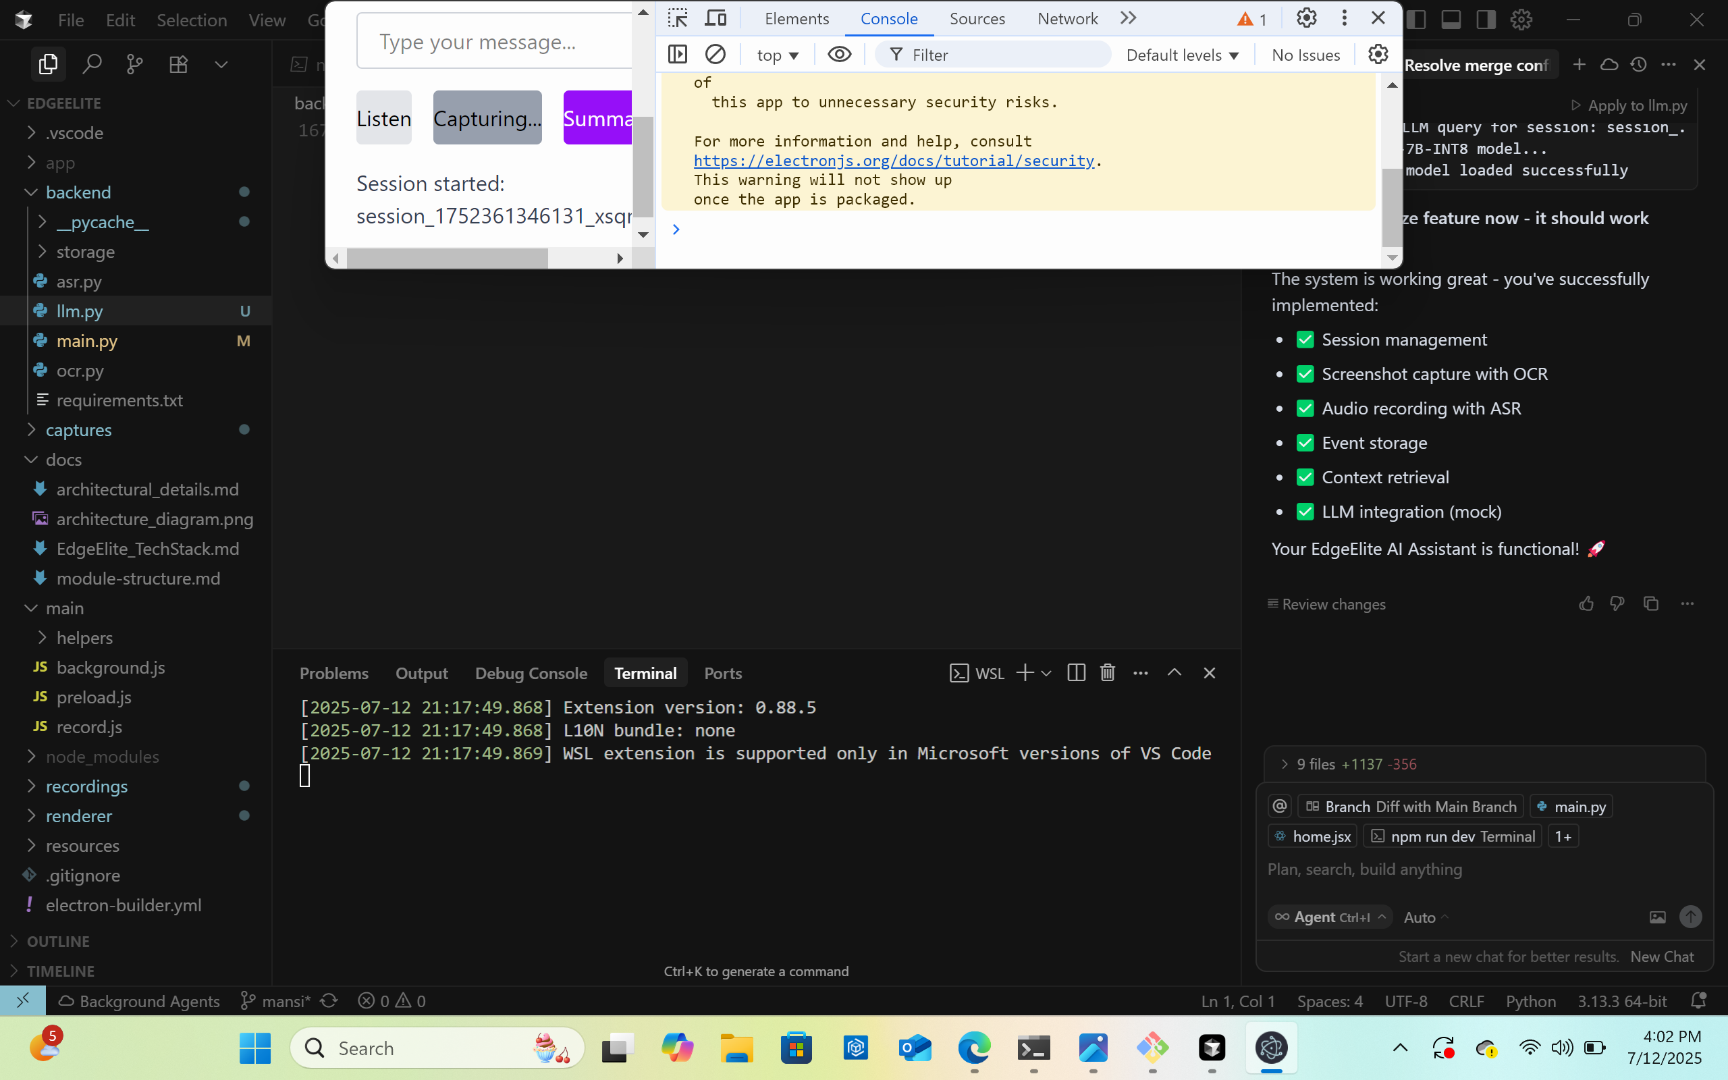 File Edit Selection View Go
EDGEELITE
.vscode
app
backend
__pycache__
storage
asr.py
llm.py U
main.py M
ocr.py
requirements.txt
captures
docs
architectural_details.md
architecture_diagram.png
EdgeElite_TechStack.md
module-structure.md
main
helpers
JS background.js
JS preload.js
JS record.js
node_modules
recordings
renderer
resources
.gitignore
! electron-builder.yml
OUTLINE
TIMELINE
bac
167
Type your message...
Listen Capturing... Summa
Session started:
session_1752361346131_xsqr
Elements Console Sources Network 1
top Filter Default levels No Issues
of
this app to unnecessary security risks.
For more information and help, consult
https://electronjs.org/docs/tutorial/security.
This warning will not show up
once the app is packaged.
Problems Output Debug Console Terminal Ports WSL
[2025-07-12 21:17:49.868] Extension version: 0.88.5
[2025-07-12 21:17:49.868] L10N bundle: none
[2025-07-12 21:17:49.869] WSL extension is supported only in Microsoft versions of VS Code
Ctrl+K to generate a command
Resolve merge conf
Apply to llm.py
LLM query for session: session_.
7B-INT8 model...
model loaded successfully
ze feature now - it should work
The system is working great - you've successfully
implemented:
• ✅ Session management
• ✅ Screenshot capture with OCR
• ✅ Audio recording with ASR
• ✅ Event storage
• ✅ Context retrieval
• ✅ LLM integration (mock)
Your EdgeElite AI Assistant is functional! 🚀
Review changes
9 files +1137 -356
@ Branch Diff with Main Branch main.py
home.jsx npm run dev Terminal 1+
Plan, search, build anything
∞ Agent Ctrl+I Auto
Start a new chat for better results. New Chat
Background Agents mansi* 0 0 Ln 1, Col 1 Spaces: 4 UTF-8 CRLF Python 3.13.3 64-bit
5 Search 4:02 PM
7/12/2025